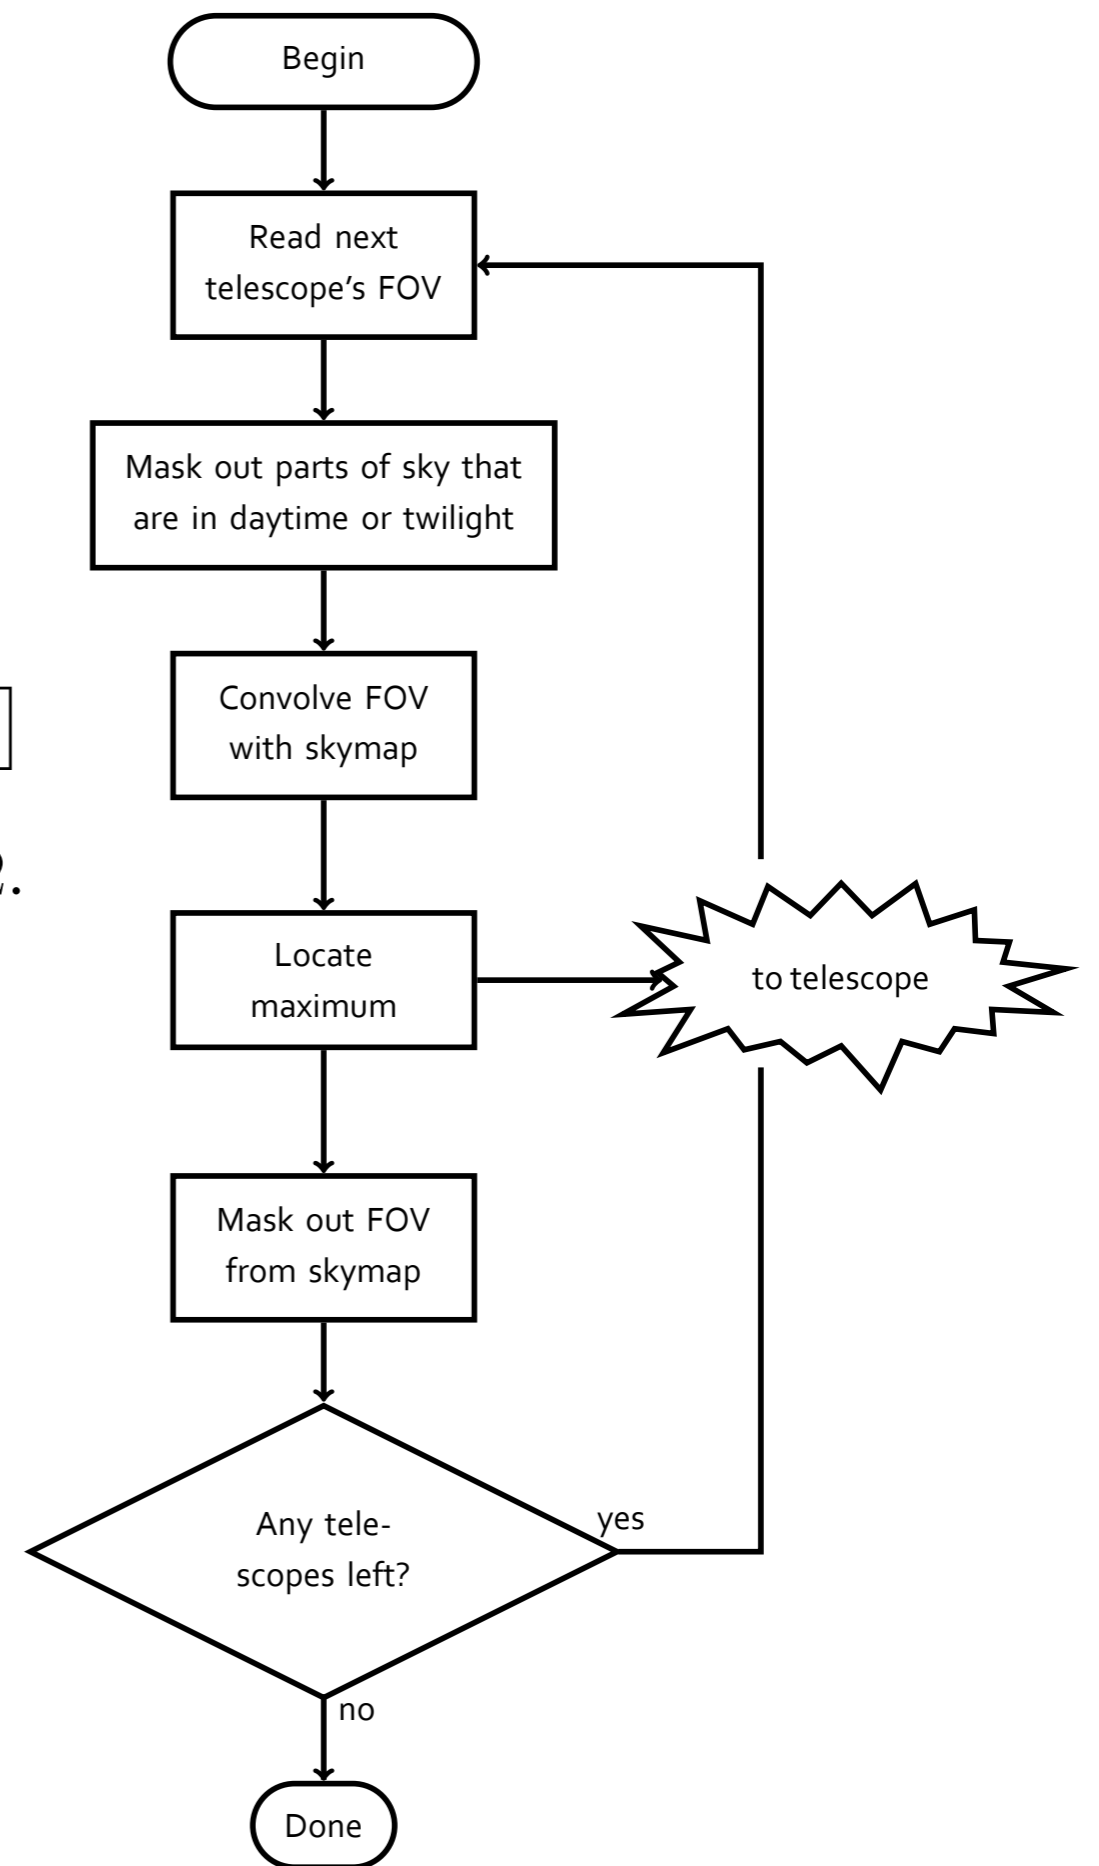 Begin
Read next
telescope’s FOV
Mask out parts of sky that
are in daytime or twilight
Convolve FOV
with skymap
Locate
maximum
to telescope
Mask out FOV
from skymap
Any tele-
scopes left?
yes
no
Done